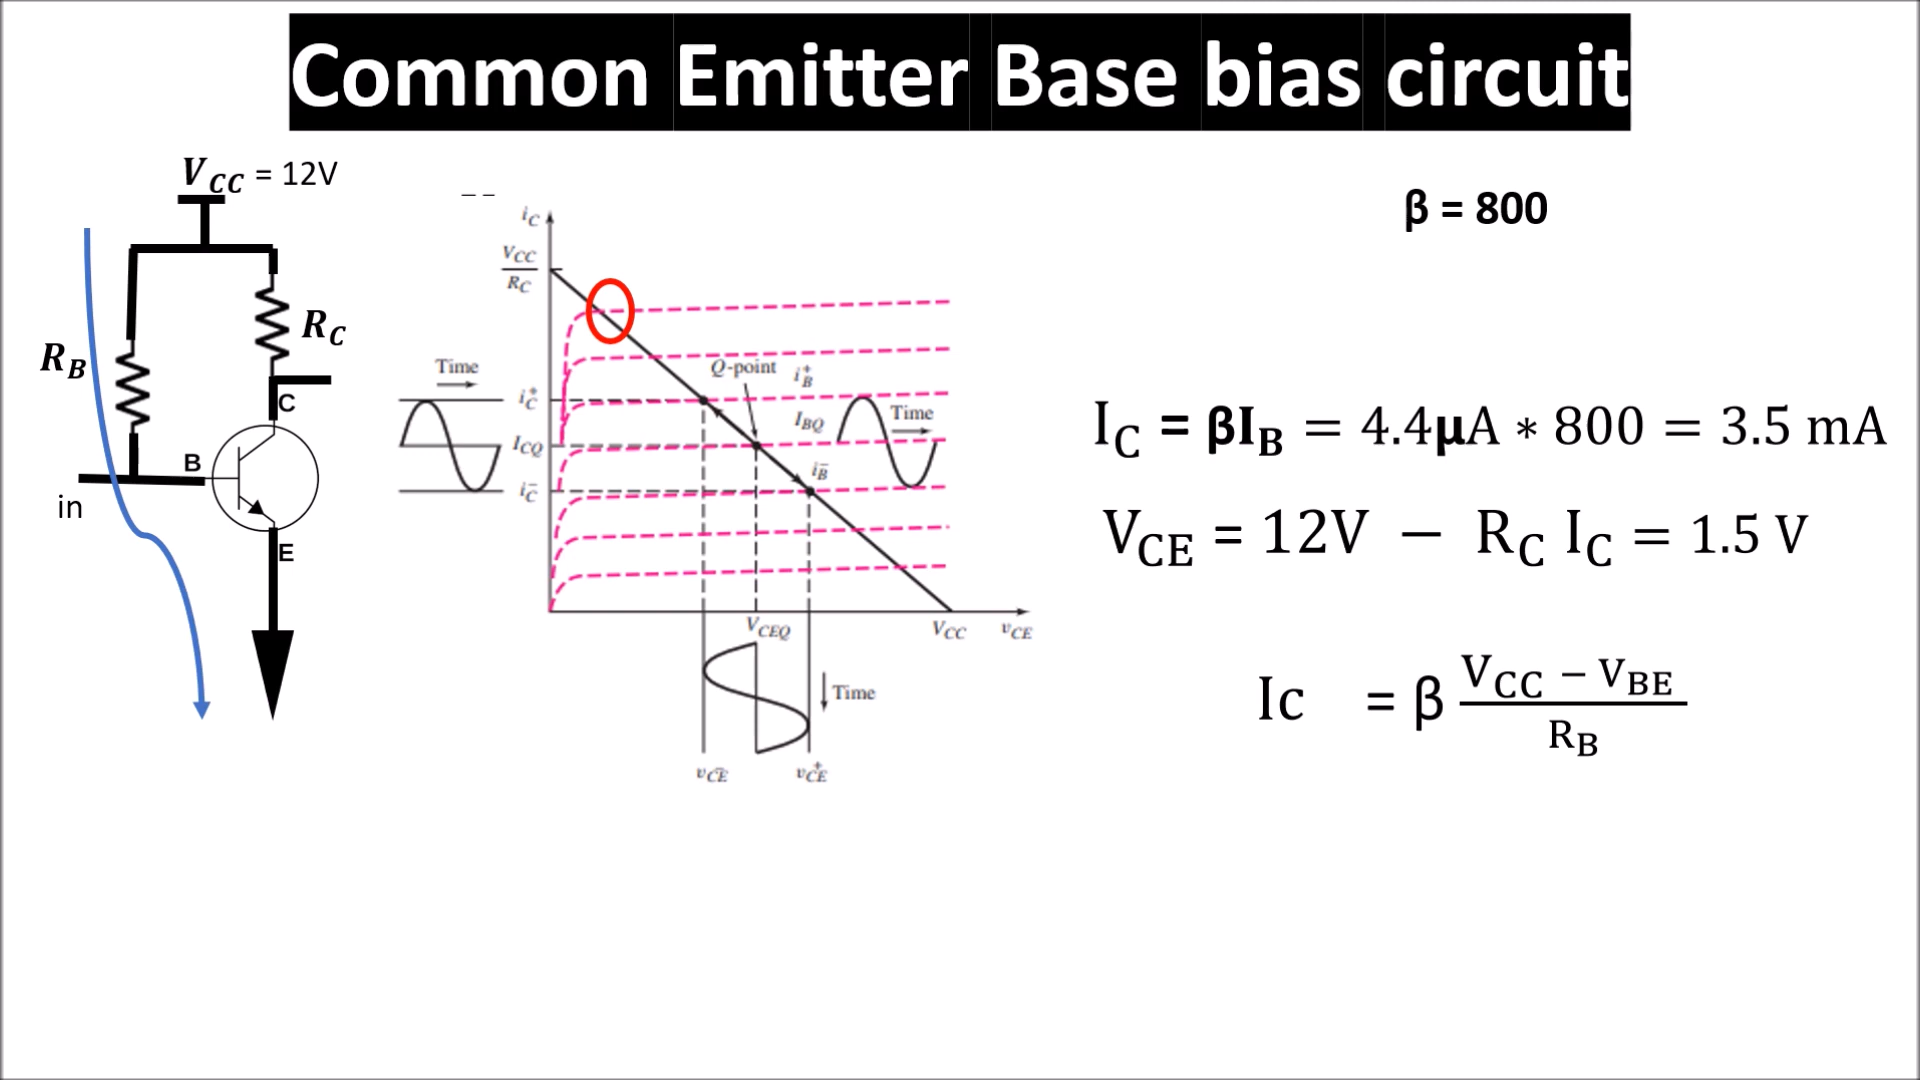 Common Emitter Base bias circuit
V_CC = 12V
β = 800
i_C
V_CC / R_C
R_C
R_B
Time
Q-point
i_B^+
C
i_C^+
I_BQ
Time
I_CQ
B
i_B^-
i_C^-
in
E
V_CEQ
V_CC
v_CE
Time
v_CE^-
v_CE^+
I_C = βI_B = 4.4μA ∗ 800 = 3.5 mA
V_CE = 12V − R_C I_C = 1.5 V
Ic = β (V_CC − V_BE) / R_B